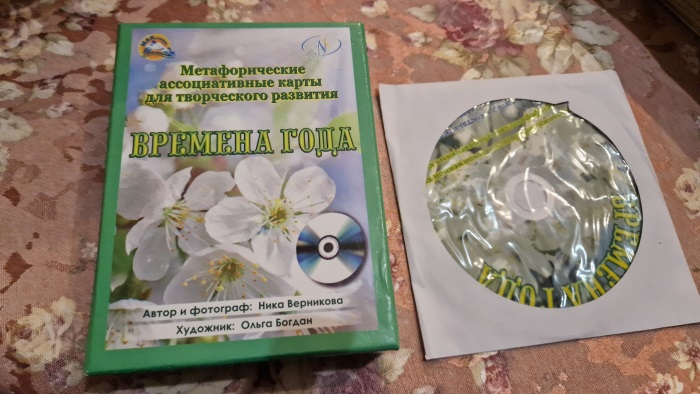 Метафорические
ассоциативные карты
для творческого развития
ВРЕМЕНА ГОДА
Автор и фотограф: Ника Верникова
Художник: Ольга Богдан
N
ВРЕМЕНА ГОДА